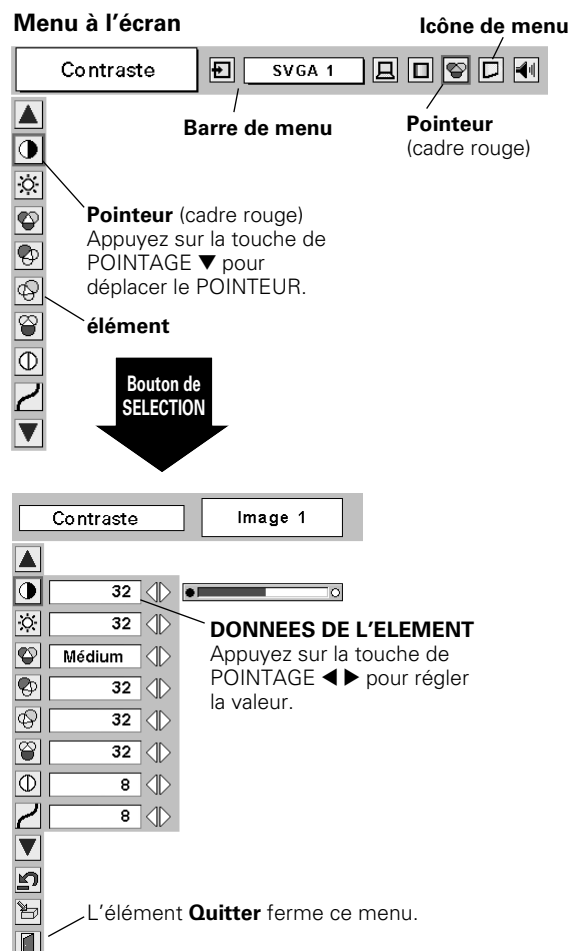 Menu à l'écran
Icône de menu
Contraste
SVGA 1
Barre de menu
Pointeur
(cadre rouge)
Pointeur (cadre rouge)
Appuyez sur la touche de
POINTAGE ▼ pour
déplacer le POINTEUR.
élément
Bouton de
SELECTION
Contraste
Image 1
32
32
Médium
32
32
32
8
8
DONNEES DE L'ELEMENT
Appuyez sur la touche de
POINTAGE ◀ ▶ pour régler
la valeur.
L'élément Quitter ferme ce menu.